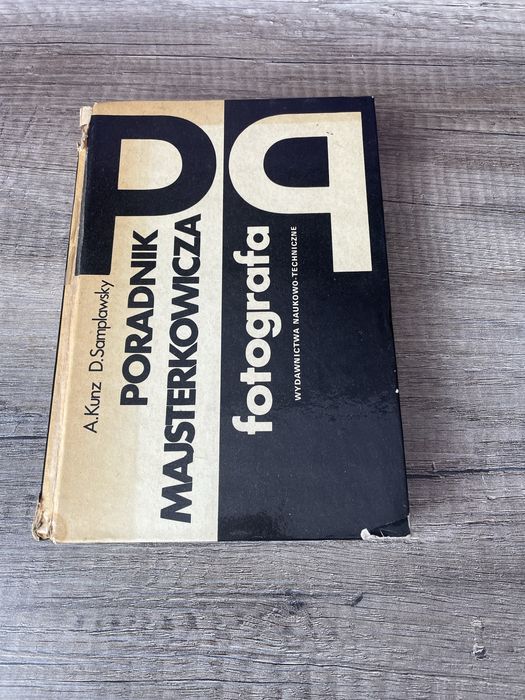 A.Kunz D.Samplawsky
PORADNIK
MAJSTERKOWICZA
fotografa
WYDAWNICTWA NAUKOWO-TECHNICZNE